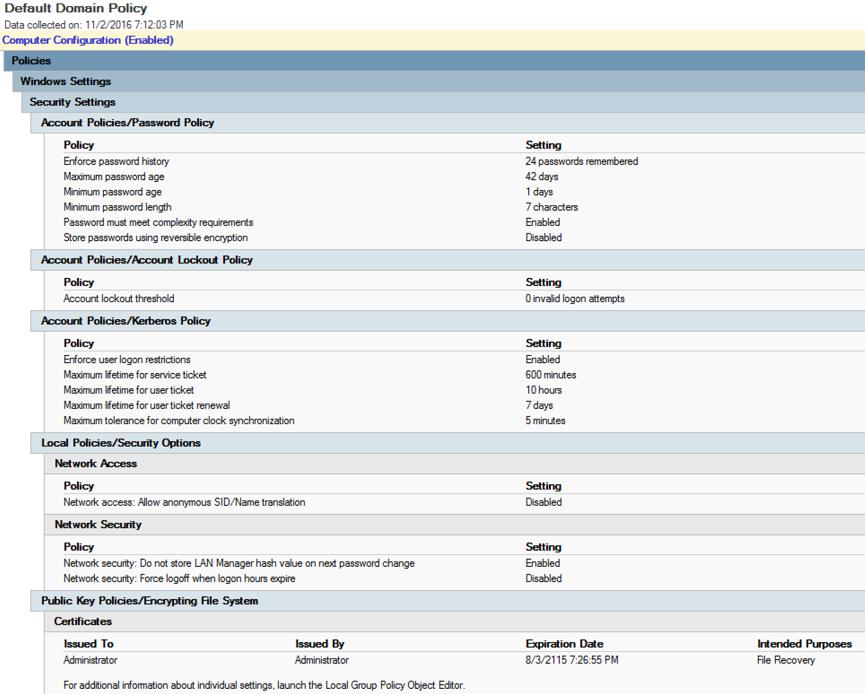 Default Domain Policy
Data collected on: 11/2/2016 7:12:03 PM
Computer Configuration (Enabled)
Policies
Windows Settings
Security Settings
Account Policies/Password Policy
Policy Setting
Enforce password history 24 passwords remembered
Maximum password age 42 days
Minimum password age 1 days
Minimum password length 7 characters
Password must meet complexity requirements Enabled
Store passwords using reversible encryption Disabled
Account Policies/Account Lockout Policy
Policy Setting
Account lockout threshold 0 invalid logon attempts
Account Policies/Kerberos Policy
Policy Setting
Enforce user logon restrictions Enabled
Maximum lifetime for service ticket 600 minutes
Maximum lifetime for user ticket 10 hours
Maximum lifetime for user ticket renewal 7 days
Maximum tolerance for computer clock synchronization 5 minutes
Local Policies/Security Options
Network Access
Policy Setting
Network access: Allow anonymous SID/Name translation Disabled
Network Security
Policy Setting
Network security: Do not store LAN Manager hash value on next password change Enabled
Network security: Force logoff when logon hours expire Disabled
Public Key Policies/Encrypting File System
Certificates
Issued To Issued By Expiration Date Intended Purposes
Administrator Administrator 8/3/2115 7:26:55 PM File Recovery
For additional information about individual settings, launch the Local Group Policy Object Editor.